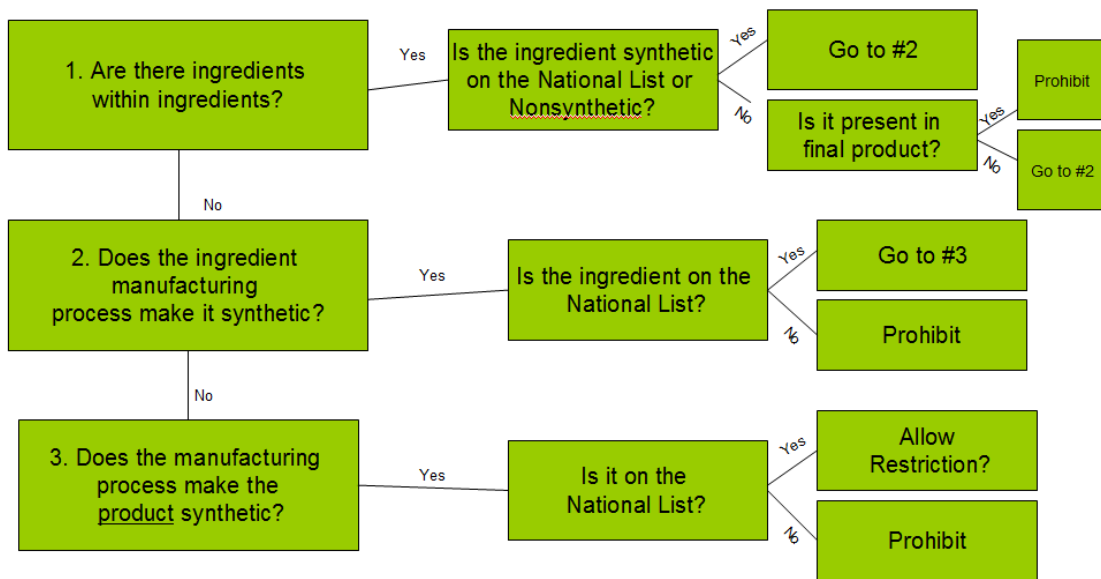 1. Are there ingredients
within ingredients?
Yes
Is the ingredient synthetic
on the National List or
Nonsynthetic?
Yes
Go to #2
No
Is it present in
final product?
Yes
Prohibit
No
Go to #2
No
2. Does the ingredient
manufacturing
process make it synthetic?
Yes
Is the ingredient on the
National List?
Yes
Go to #3
No
Prohibit
No
3. Does the manufacturing
process make the
product synthetic?
Yes
Is it on the
National List?
Yes
Allow
Restriction?
No
Prohibit